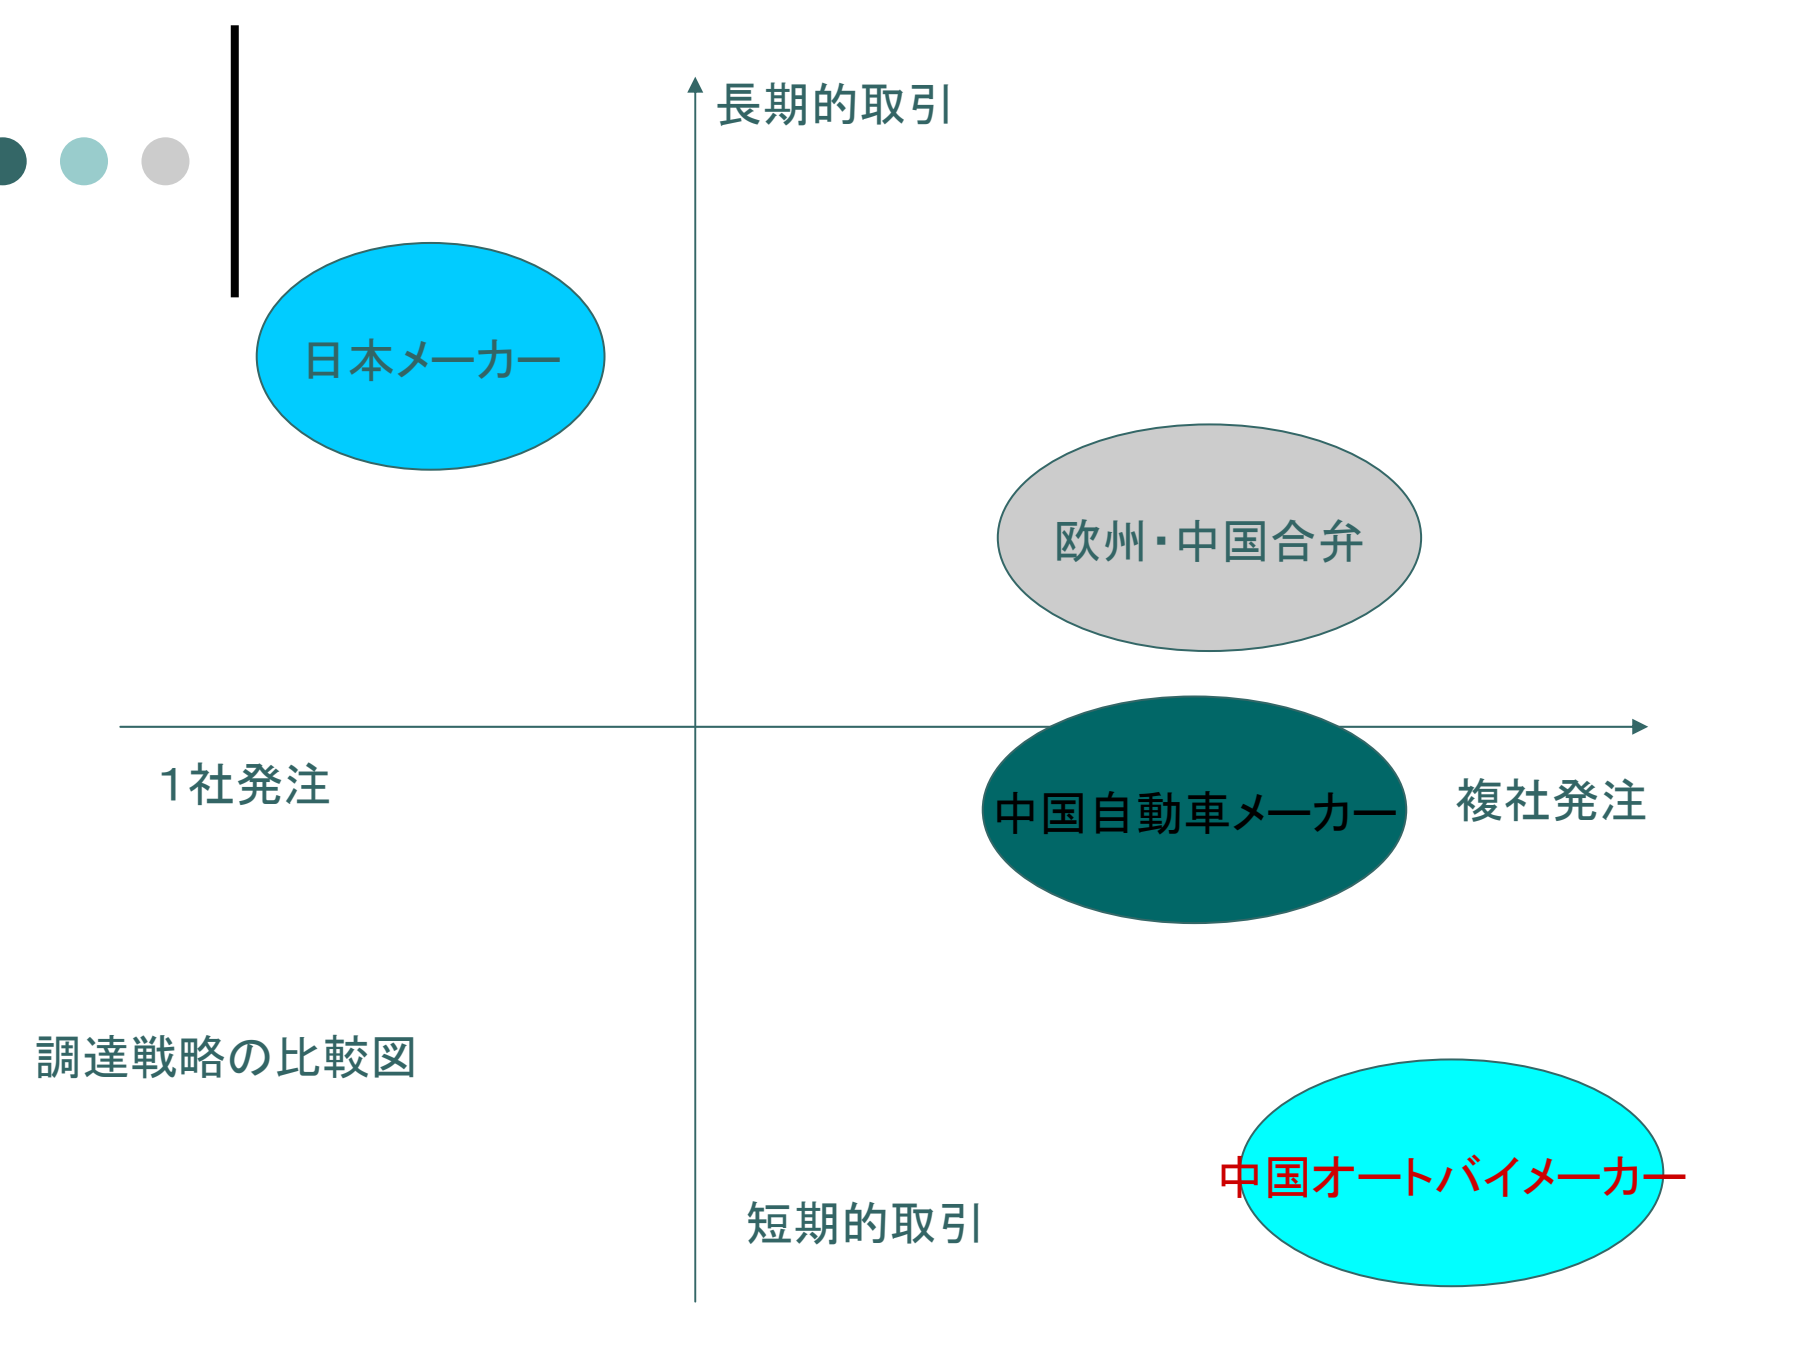 長期的取引
日本メーカー
欧州・中国合弁
1社発注
複社発注
中国自動車メーカー
調達戦略の比較図
中国オートバイメーカー
短期的取引